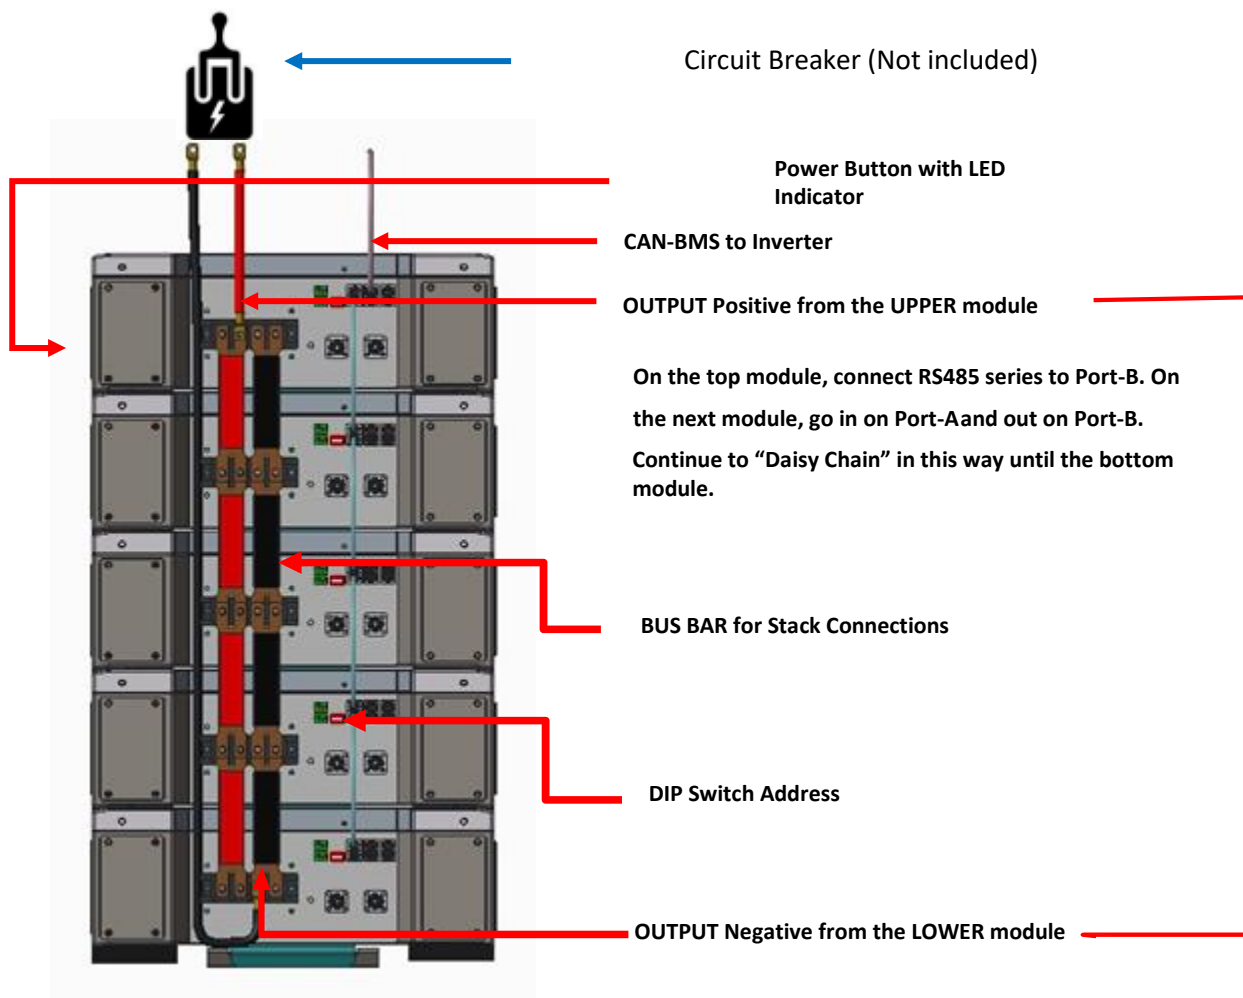 Circuit Breaker (Not included)
Power Button with LED
Indicator
CAN-BMS to Inverter
OUTPUT Positive from the UPPER module
On the top module, connect RS485 series to Port-B. On
the next module, go in on Port-Aand out on Port-B.
Continue to “Daisy Chain” in this way until the bottom
module.
BUS BAR for Stack Connections
DIP Switch Address
OUTPUT Negative from the LOWER module